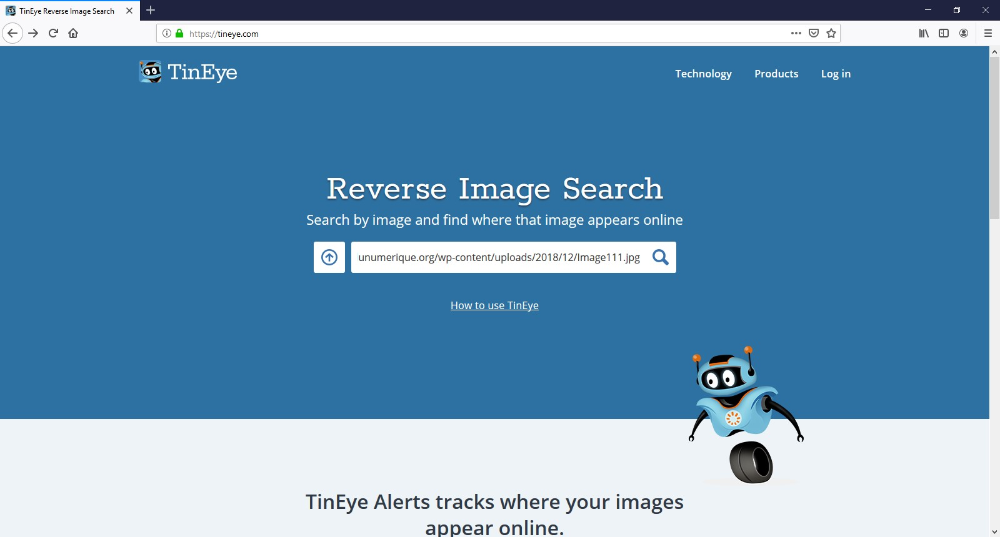 TinEye Reverse Image Search
https://tineye.com
TinEye
Technology Products Log in
Reverse Image Search
Search by image and find where that image appears online
unumerique.org/wp-content/uploads/2018/12/Image111.jpg
How to use TinEye
TinEye Alerts tracks where your images
appear online.